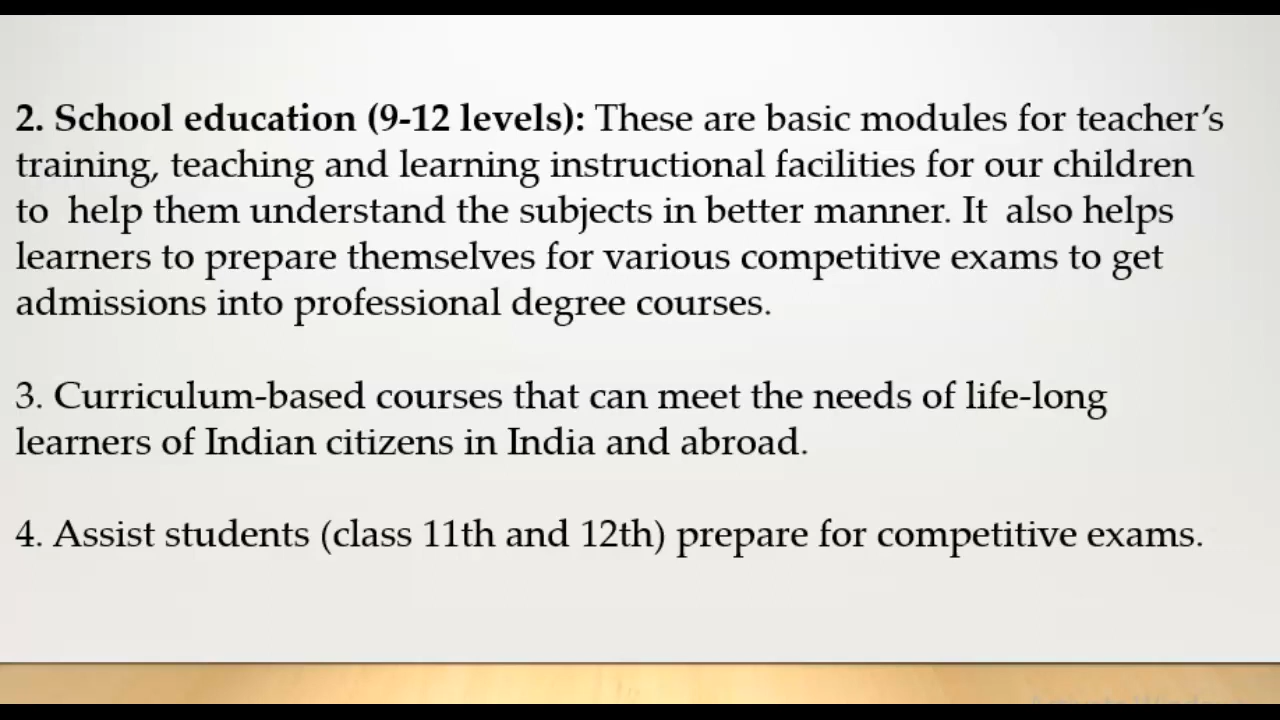 2. School education (9-12 levels): These are basic modules for teacher’s
training, teaching and learning instructional facilities for our children
to  help them understand the subjects in better manner. It  also helps
learners to prepare themselves for various competitive exams to get
admissions into professional degree courses.
3. Curriculum-based courses that can meet the needs of life-long
learners of Indian citizens in India and abroad.
4. Assist students (class 11th and 12th) prepare for competitive exams.